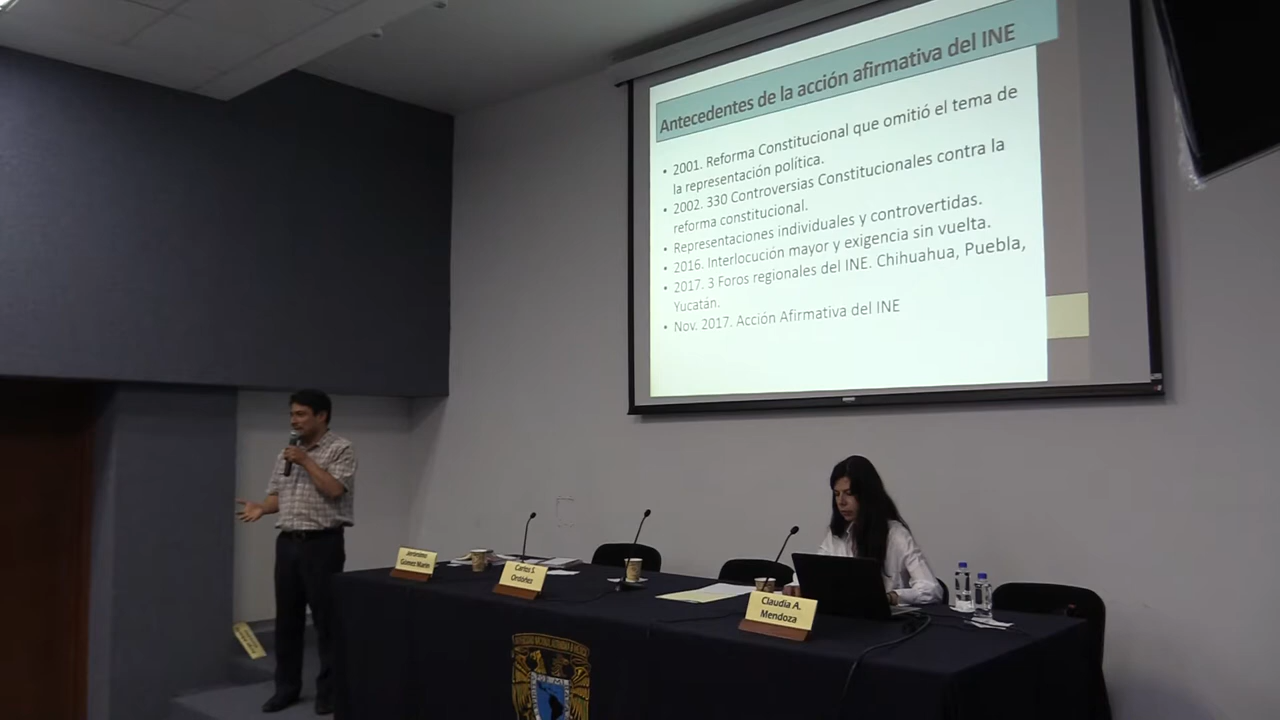 Antecedentes de la acción afirmativa del INE
• 2001. Reforma Constitucional que omitió el tema de
la representación política.
• 2002. 330 Controversias Constitucionales contra la
reforma constitucional.
• Representaciones individuales y controvertidas.
• 2016. Interlocución mayor y exigencia sin vuelta.
• 2017. 3 Foros regionales del INE. Chihuahua, Puebla,
Yucatán.
• Nov. 2017. Acción Afirmativa del INE
Jerónimo
Gómez Marín
Carlos S.
Ordóñez
Claudia A.
Mendoza